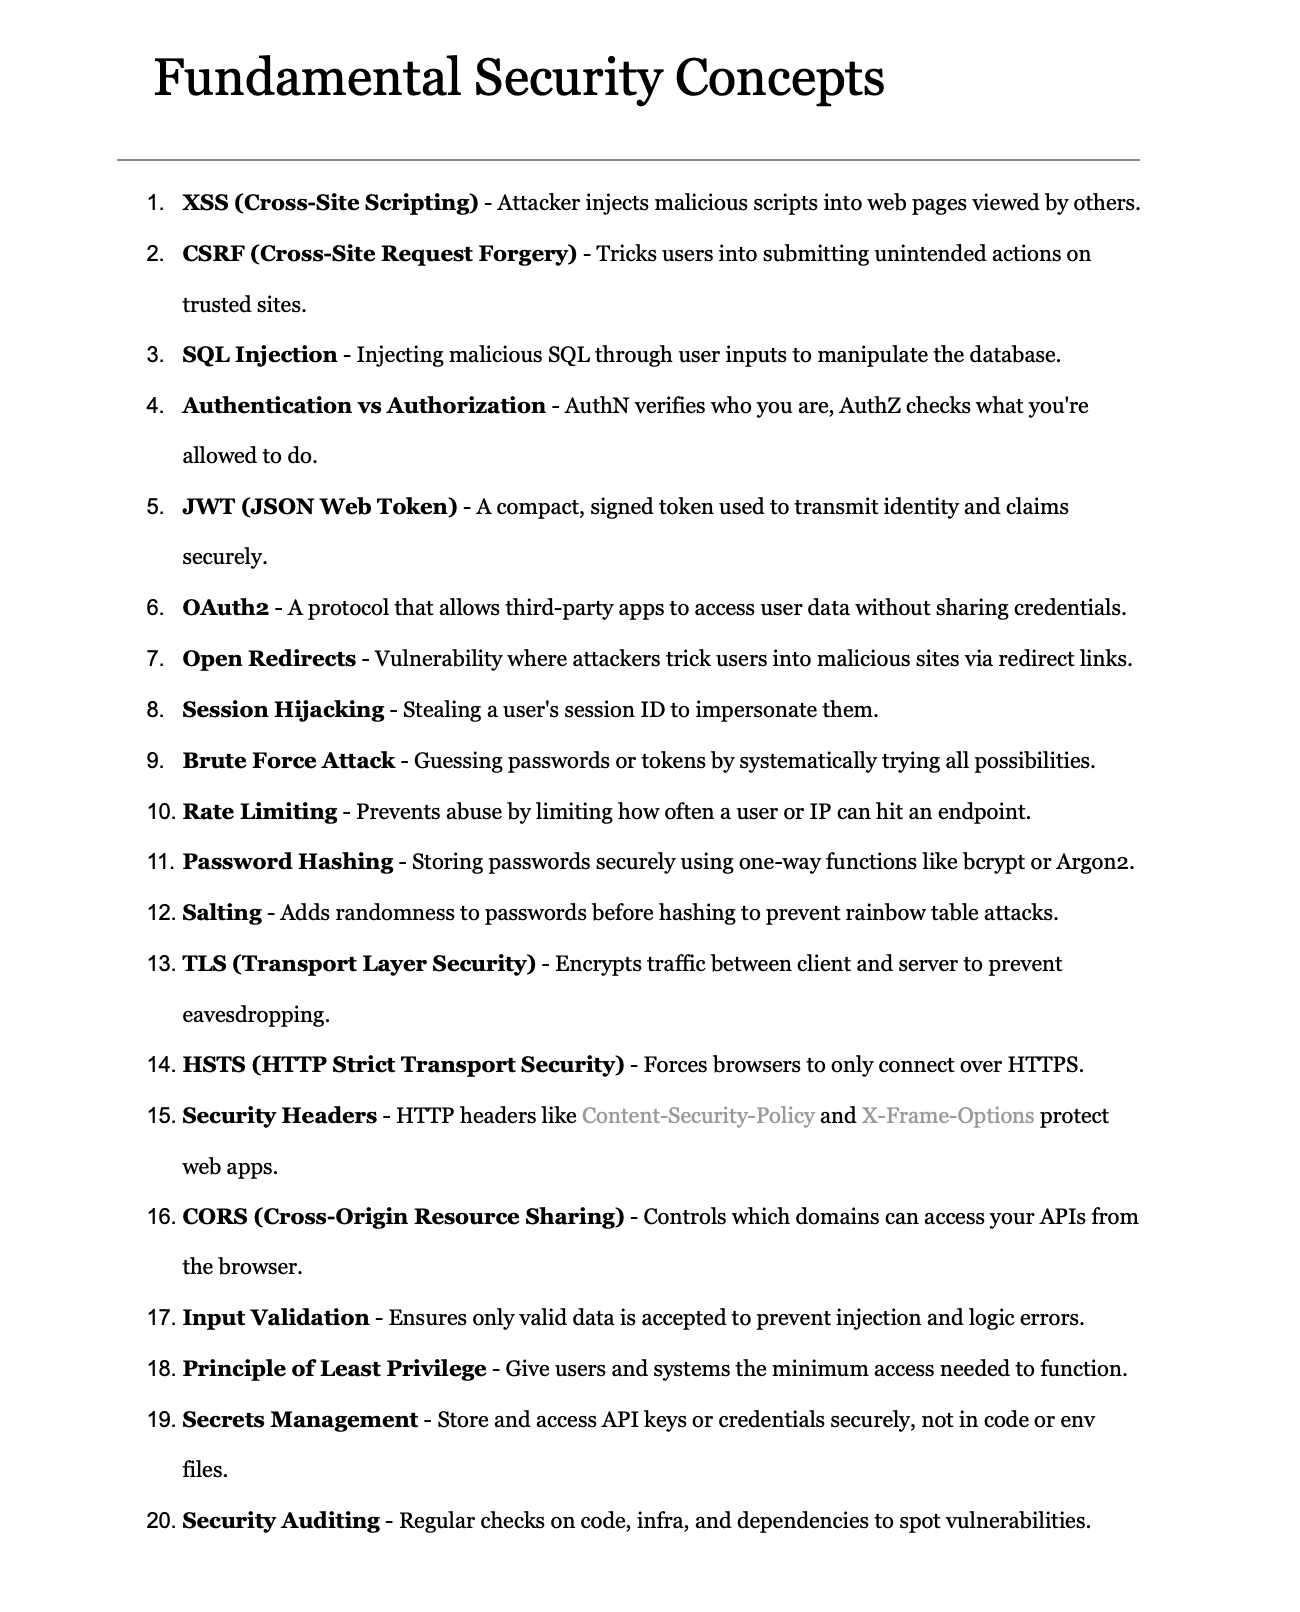 Fundamental Security Concepts
1. XSS (Cross-Site Scripting) - Attacker injects malicious scripts into web pages viewed by others.
2. CSRF (Cross-Site Request Forgery) - Tricks users into submitting unintended actions on
trusted sites.
3. SQL Injection - Injecting malicious SQL through user inputs to manipulate the database.
4. Authentication vs Authorization - AuthN verifies who you are, AuthZ checks what you're
allowed to do.
5. JWT (JSON Web Token) - A compact, signed token used to transmit identity and claims
securely.
6. OAuth2 - A protocol that allows third-party apps to access user data without sharing credentials.
7. Open Redirects - Vulnerability where attackers trick users into malicious sites via redirect links.
8. Session Hijacking - Stealing a user's session ID to impersonate them.
9. Brute Force Attack - Guessing passwords or tokens by systematically trying all possibilities.
10. Rate Limiting - Prevents abuse by limiting how often a user or IP can hit an endpoint.
11. Password Hashing - Storing passwords securely using one-way functions like bcrypt or Argon2.
12. Salting - Adds randomness to passwords before hashing to prevent rainbow table attacks.
13. TLS (Transport Layer Security) - Encrypts traffic between client and server to prevent
eavesdropping.
14. HSTS (HTTP Strict Transport Security) - Forces browsers to only connect over HTTPS.
15. Security Headers - HTTP headers like Content-Security-Policy and X-Frame-Options protect
web apps.
16. CORS (Cross-Origin Resource Sharing) - Controls which domains can access your APIs from
the browser.
17. Input Validation - Ensures only valid data is accepted to prevent injection and logic errors.
18. Principle of Least Privilege - Give users and systems the minimum access needed to function.
19. Secrets Management - Store and access API keys or credentials securely, not in code or env
files.
20. Security Auditing - Regular checks on code, infra, and dependencies to spot vulnerabilities.